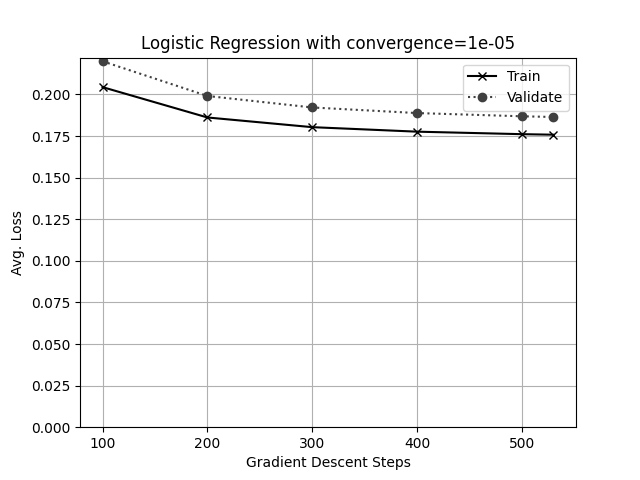 Logistic Regression with convergence=1e-05
Train
Validate
0.200
0.175
0.150
0.125
0.100
0.075
0.050
0.025
0.000
Avg. Loss
100 200 300 400 500
Gradient Descent Steps